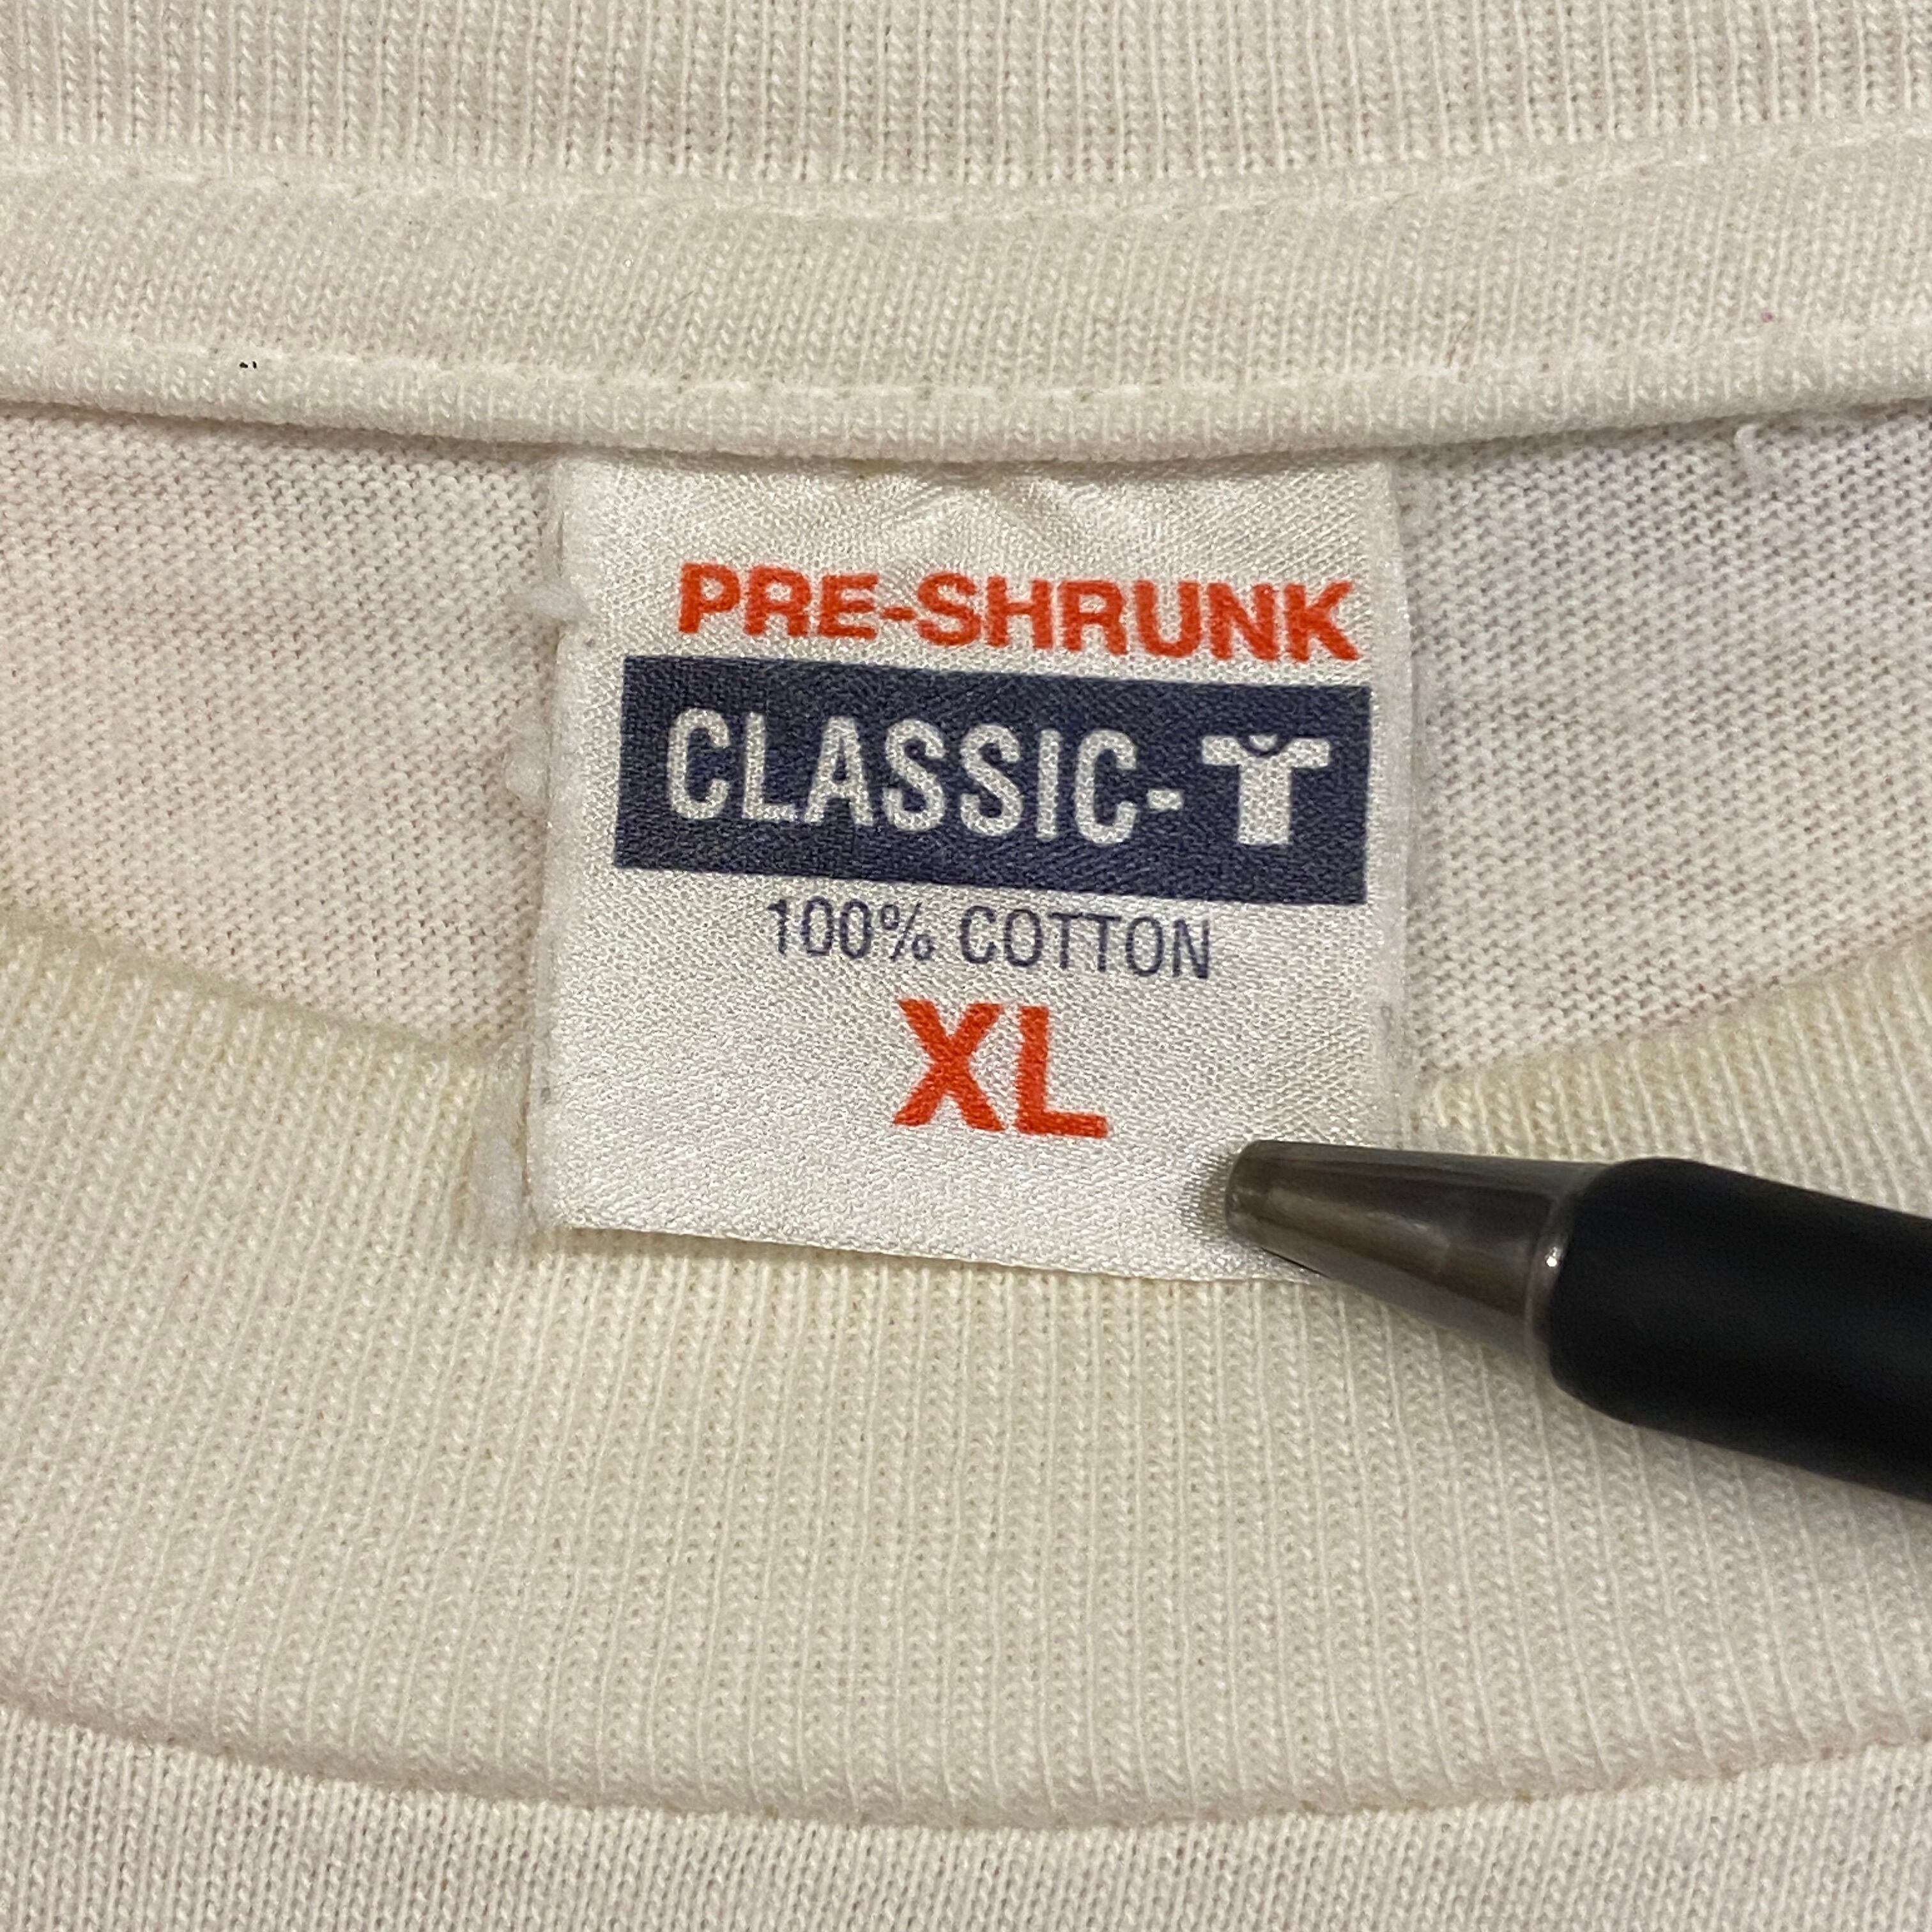 PRE-SHRUNK
CLASSIC-T
100% COTTON
XL